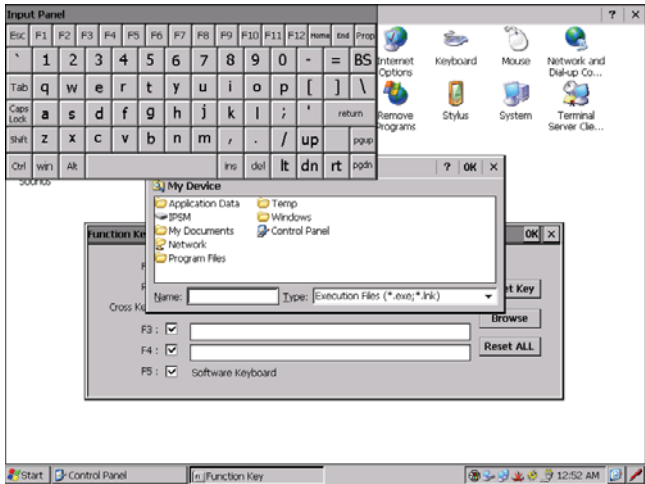 Input Panel ? ×
Esc F1 F2 F3 F4 F5 F6 F7 F8 F9 F10 F11 F12 Home End Prop
` 1 2 3 4 5 6 7 8 9 0 - = BS
Tab q w e r t y u i o p [ ] \
Caps Lock a s d f g h j k l ; ' return
Shift z x c v b n m , . / up pgup
Ctrl win Alt ins del lt dn rt pgdn
Internet Options
Keyboard
Mouse
Network and Dial-up Co...
Remove Programs
Stylus
System
Terminal Server Clie...
? OK ×
My Device
Application Data
IPSM
My Documents
Network
Program Files
Temp
Windows
Control Panel
Name:
Type: Execution Files (*.exe;*.lnk)
Function Ke
OK ×
Cross Ke
et Key
Browse
F3 :
F4 :
Reset ALL
F5 : Software Keyboard
Start Control Panel Function Key 12:52 AM